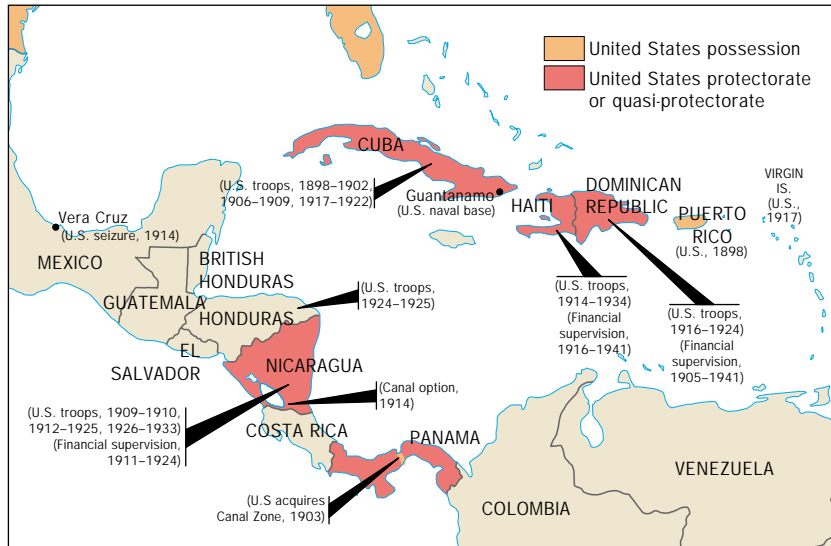 United States possession
United States protectorate
or quasi-protectorate
CUBA
(U.S. troops, 1898–1902,
1906–1909, 1917–1922)
Guantanamo
(U.S. naval base)
HAITI
DOMINICAN
REPUBLIC
VIRGIN
IS.
(U.S.,
1917)
PUERTO
RICO
(U.S., 1898)
Vera Cruz
(U.S. seizure, 1914)
MEXICO
BRITISH
HONDURAS
GUATEMALA
HONDURAS
(U.S. troops,
1924–1925)
(U.S. troops,
1914–1934)
(Financial
supervision,
1916–1941)
(U.S. troops,
1916–1924)
(Financial
supervision,
1905–1941)
EL
SALVADOR
NICARAGUA
(Canal option,
1914)
(U.S. troops, 1909–1910,
1912–1925, 1926–1933)
(Financial supervision,
1911–1924)
COSTA RICA
PANAMA
(U.S acquires
Canal Zone, 1903)
COLOMBIA
VENEZUELA